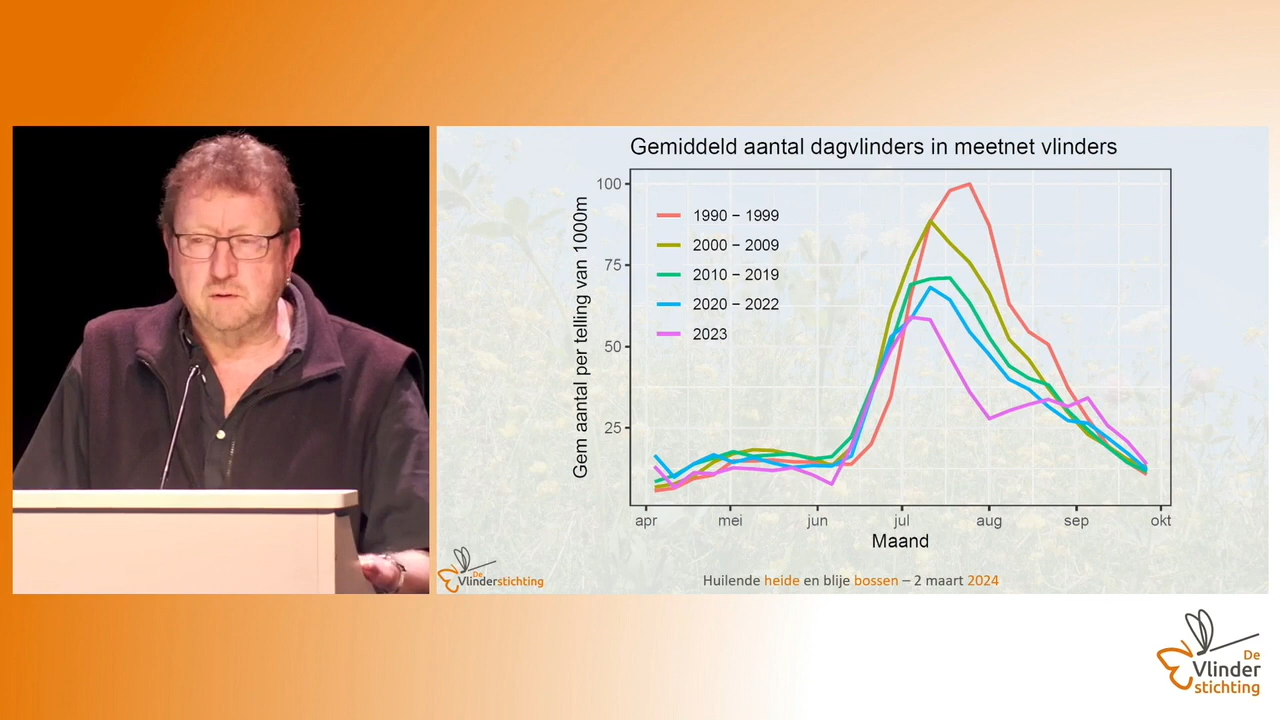 Gemiddeld aantal dagvlinders in meetnet vlinders
Gem aantal per telling van 1000m
100
75
50
25
1990 – 1999
2000 – 2009
2010 – 2019
2020 – 2022
2023
apr mei jun jul aug sep okt
Maand
De
Vlinderstichting
Huilende heide en blije bossen – 2 maart 2024
De
Vlinder
stichting